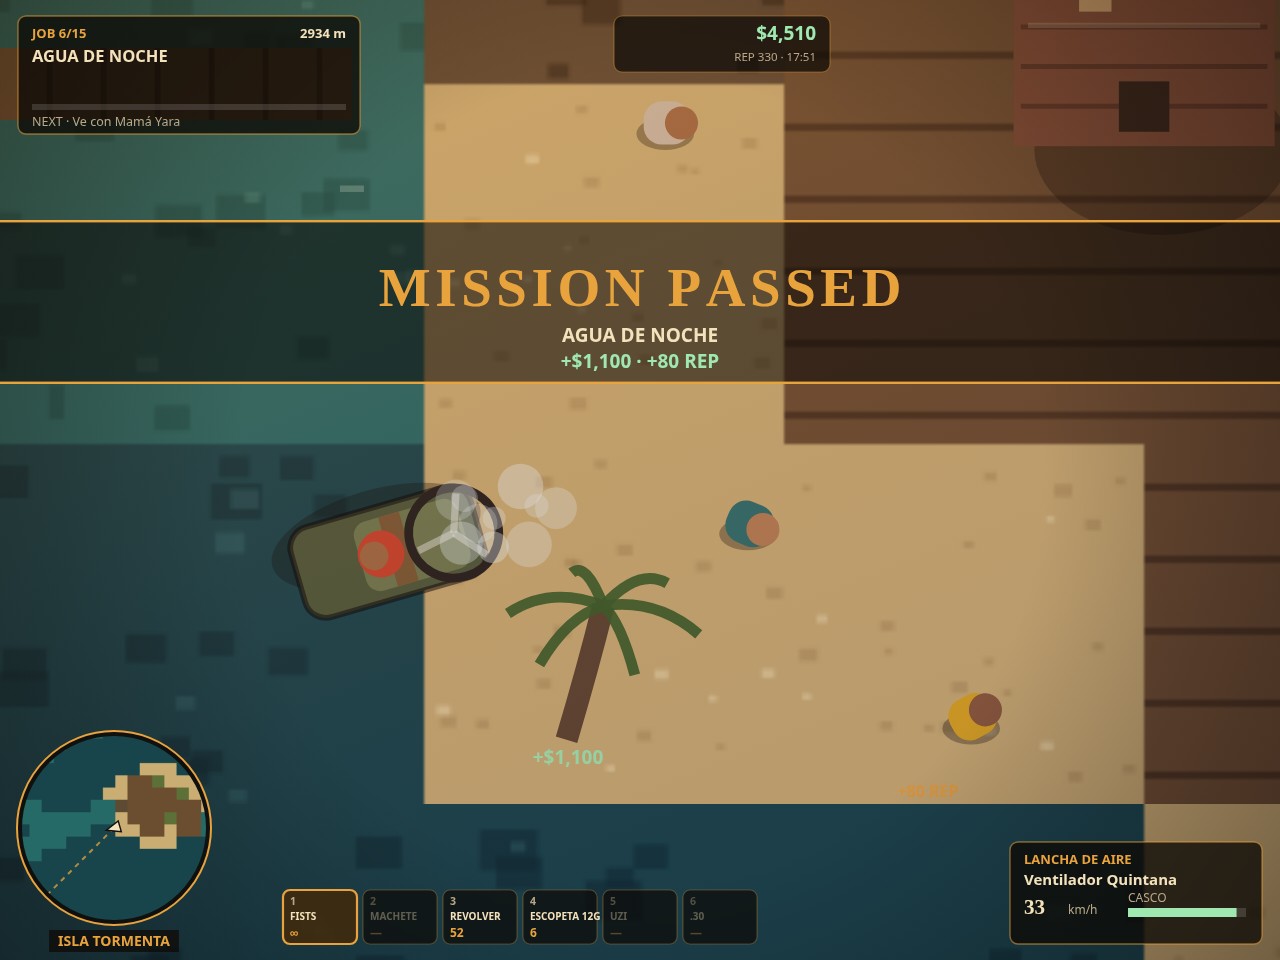 JOB 6/15
2934 m
AGUA DE NOCHE
NEXT · Ve con Mamá Yara
$4,510
REP 330 · 17:51
MISSION PASSED
AGUA DE NOCHE
+$1,100 · +80 REP
+$1,100
+80 REP
ISLA TORMENTA
1
FISTS
∞
2
MACHETE
—
3
REVOLVER
52
4
ESCOPETA 12G
6
5
UZI
—
6
.30
—
LANCHA DE AIRE
Ventilador Quintana
33 km/h
CASCO